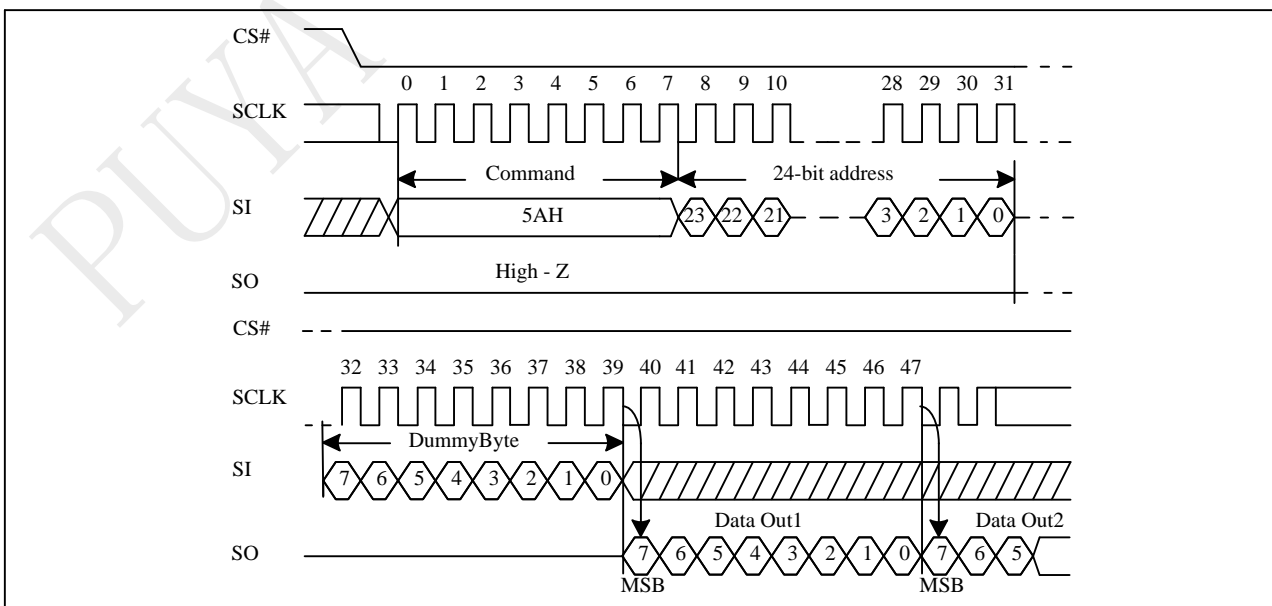 PUYA
CS#
0 1 2 3 4 5 6 7 8 9 10 28 29 30 31
SCLK
Command 24-bit address
SI 5AH 23 22 21 3 2 1 0
High - Z
SO
CS#
32 33 34 35 36 37 38 39 40 41 42 43 44 45 46 47
SCLK
DummyByte
SI 7 6 5 4 3 2 1 0
Data Out1 Data Out2
SO 7 6 5 4 3 2 1 0 7 6 5
MSB MSB